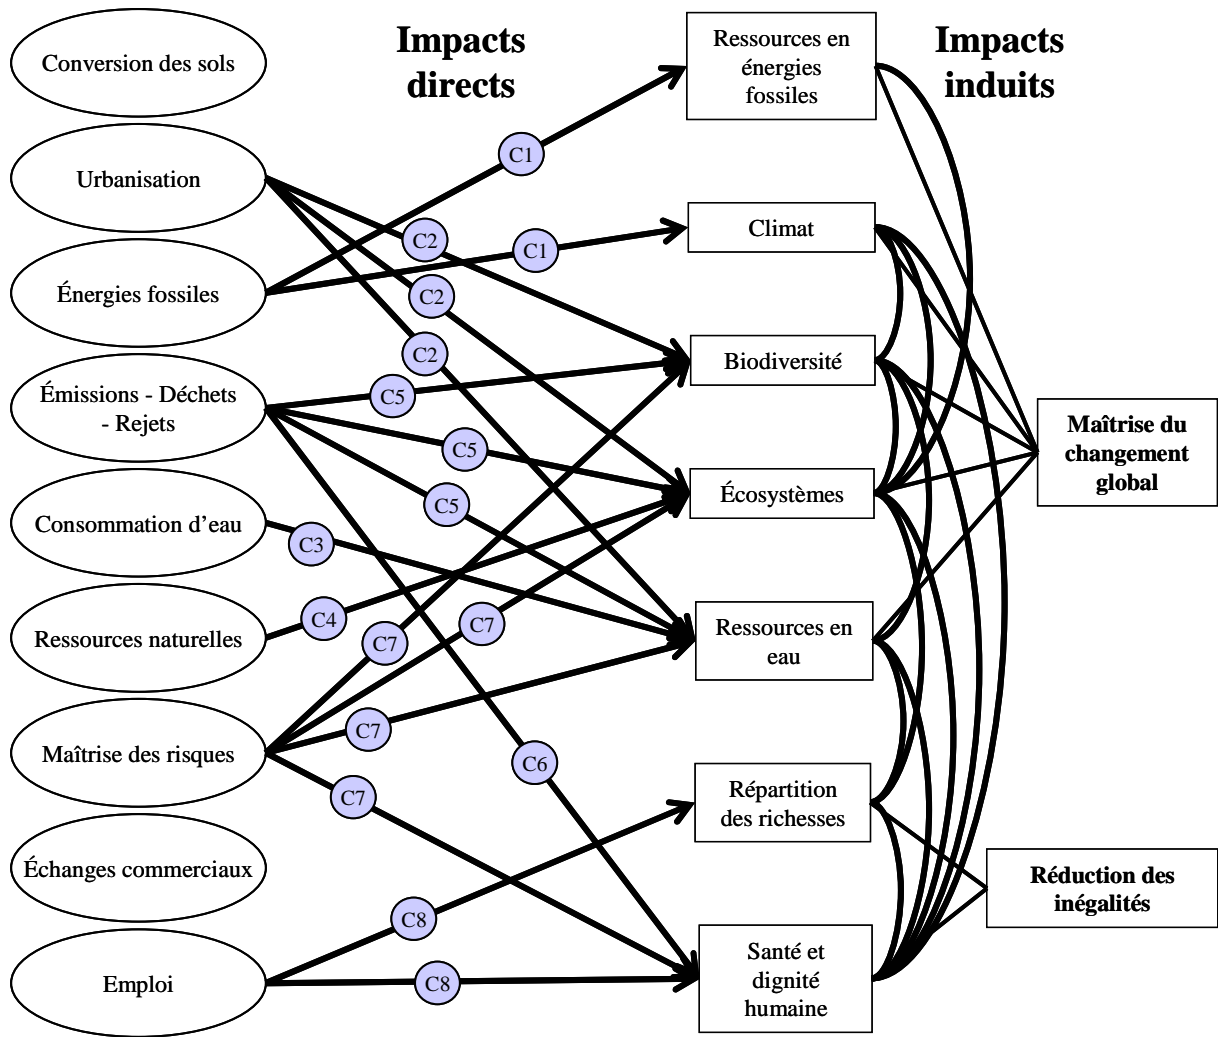 Impacts
directs
Impacts
induits
Conversion des sols
Urbanisation
Énergies fossiles
Émissions - Déchets
- Rejets
Consommation d’eau
Ressources naturelles
Maîtrise des risques
Échanges commerciaux
Emploi
C1
C2
C1
C2
C2
C5
C5
C5
C3
C4
C7
C7
C7
C6
C7
C8
C8
Ressources en
énergies
fossiles
Climat
Biodiversité
Écosystèmes
Ressources en
eau
Répartition
des richesses
Santé et
dignité
humaine
Maîtrise du
changement
global
Réduction des
inégalités